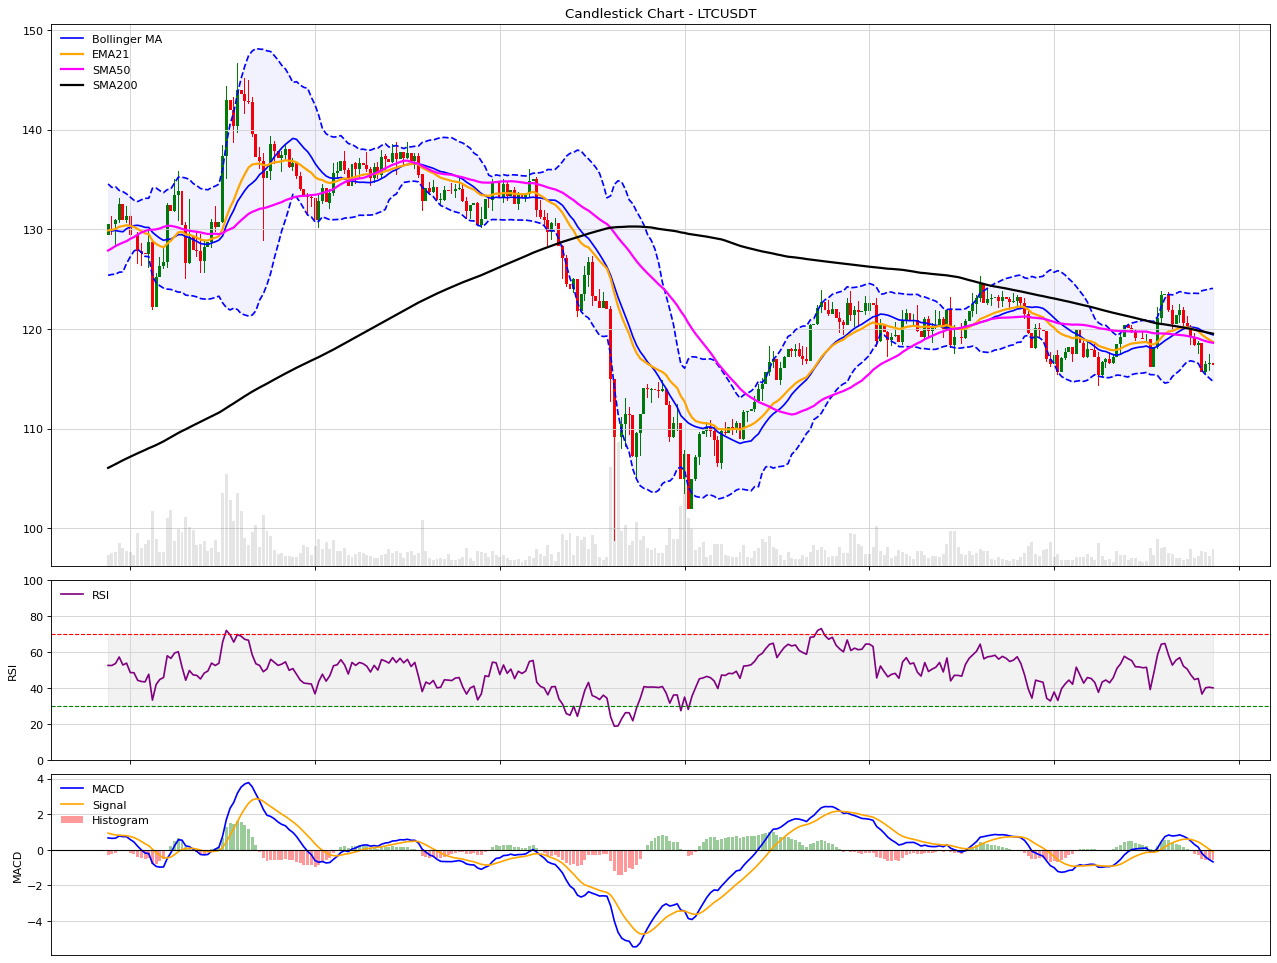 Candlestick Chart - LTCUSDT
Bollinger MA
EMA21
SMA50
SMA200
150
140
130
120
110
100
RSI
100
80
60
40
20
0
RSI
MACD
Signal
Histogram
4
2
0
−2
−4
MACD